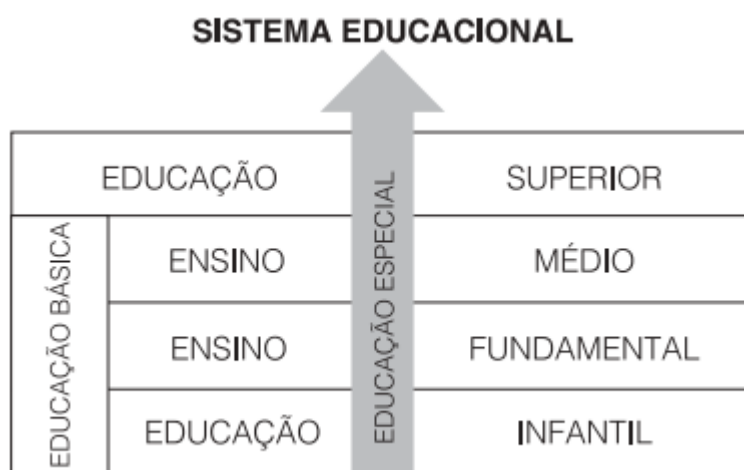 SISTEMA EDUCACIONAL
EDUCAÇÃO SUPERIOR
EDUCAÇÃO BÁSICA
ENSINO MÉDIO
ENSINO FUNDAMENTAL
EDUCAÇÃO INFANTIL
EDUCAÇÃO ESPECIAL